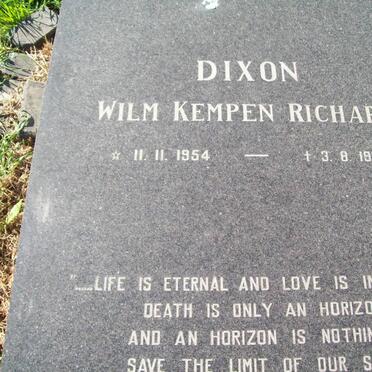 DIXON
WILM KEMPEN RICHAR
☆ 11. 11. 1954 — † 3. 8. 19
"......LIFE IS ETERNAL AND LOVE IS I
DEATH IS ONLY AN HORIZO
AND AN HORIZON IS NOTHIN
SAVE THE LIMIT OF OUR S